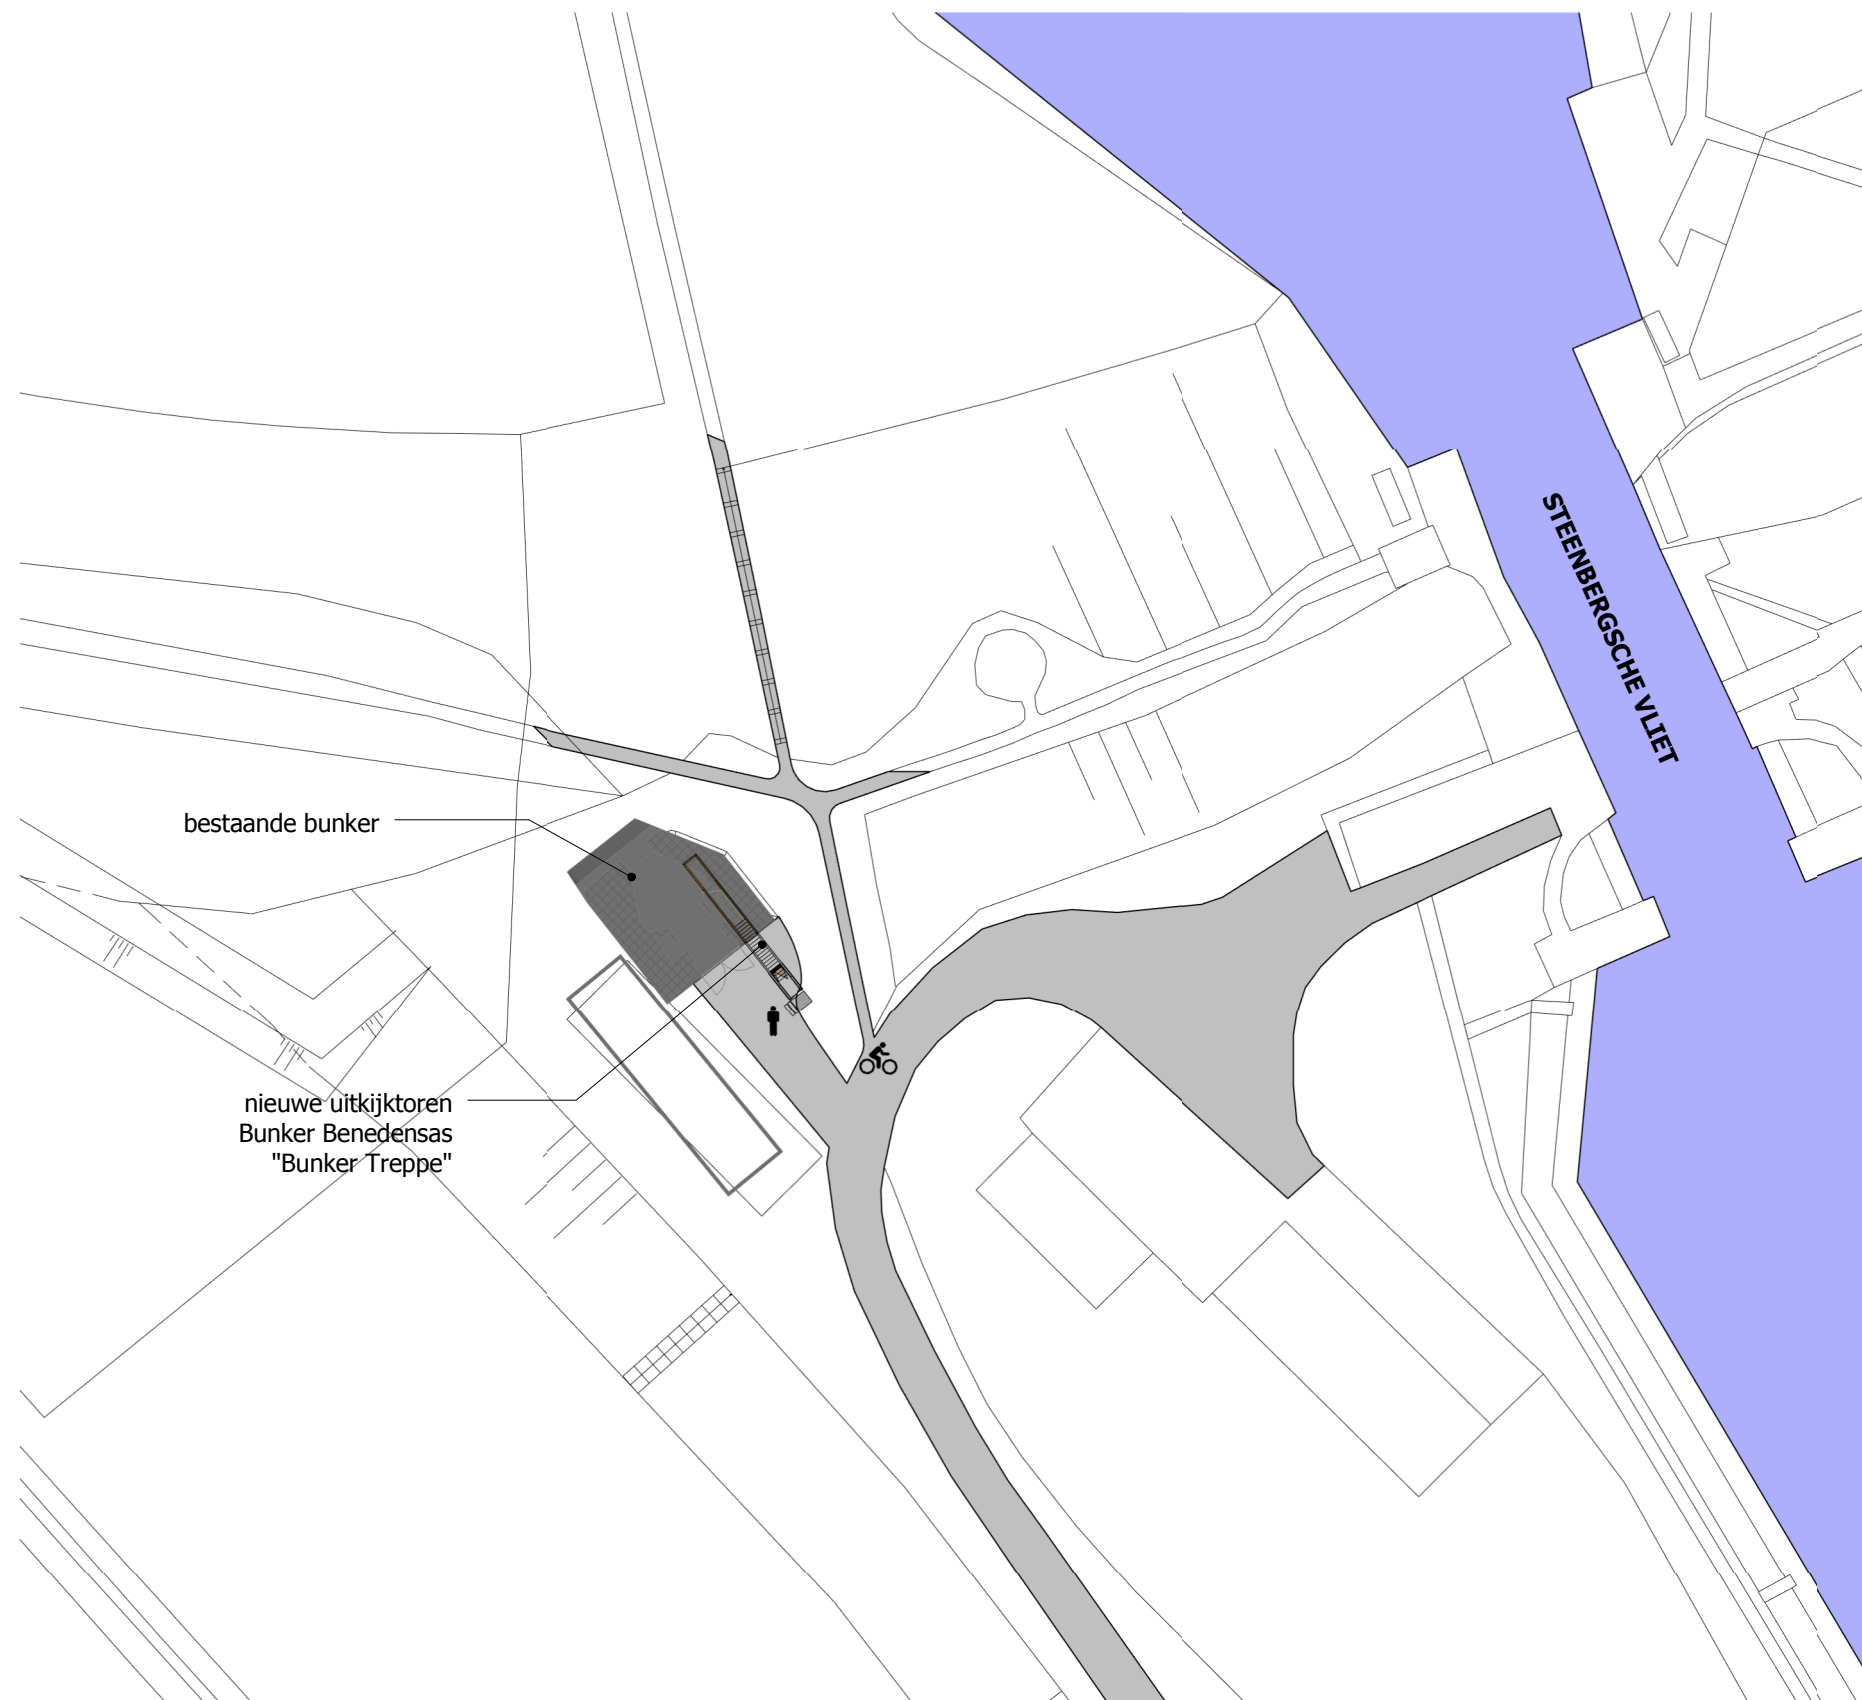 STEENBERGSCHE VLIET
bestaande bunker
nieuwe uitkijktoren
Bunker Benedensas
"Bunker Treppe"